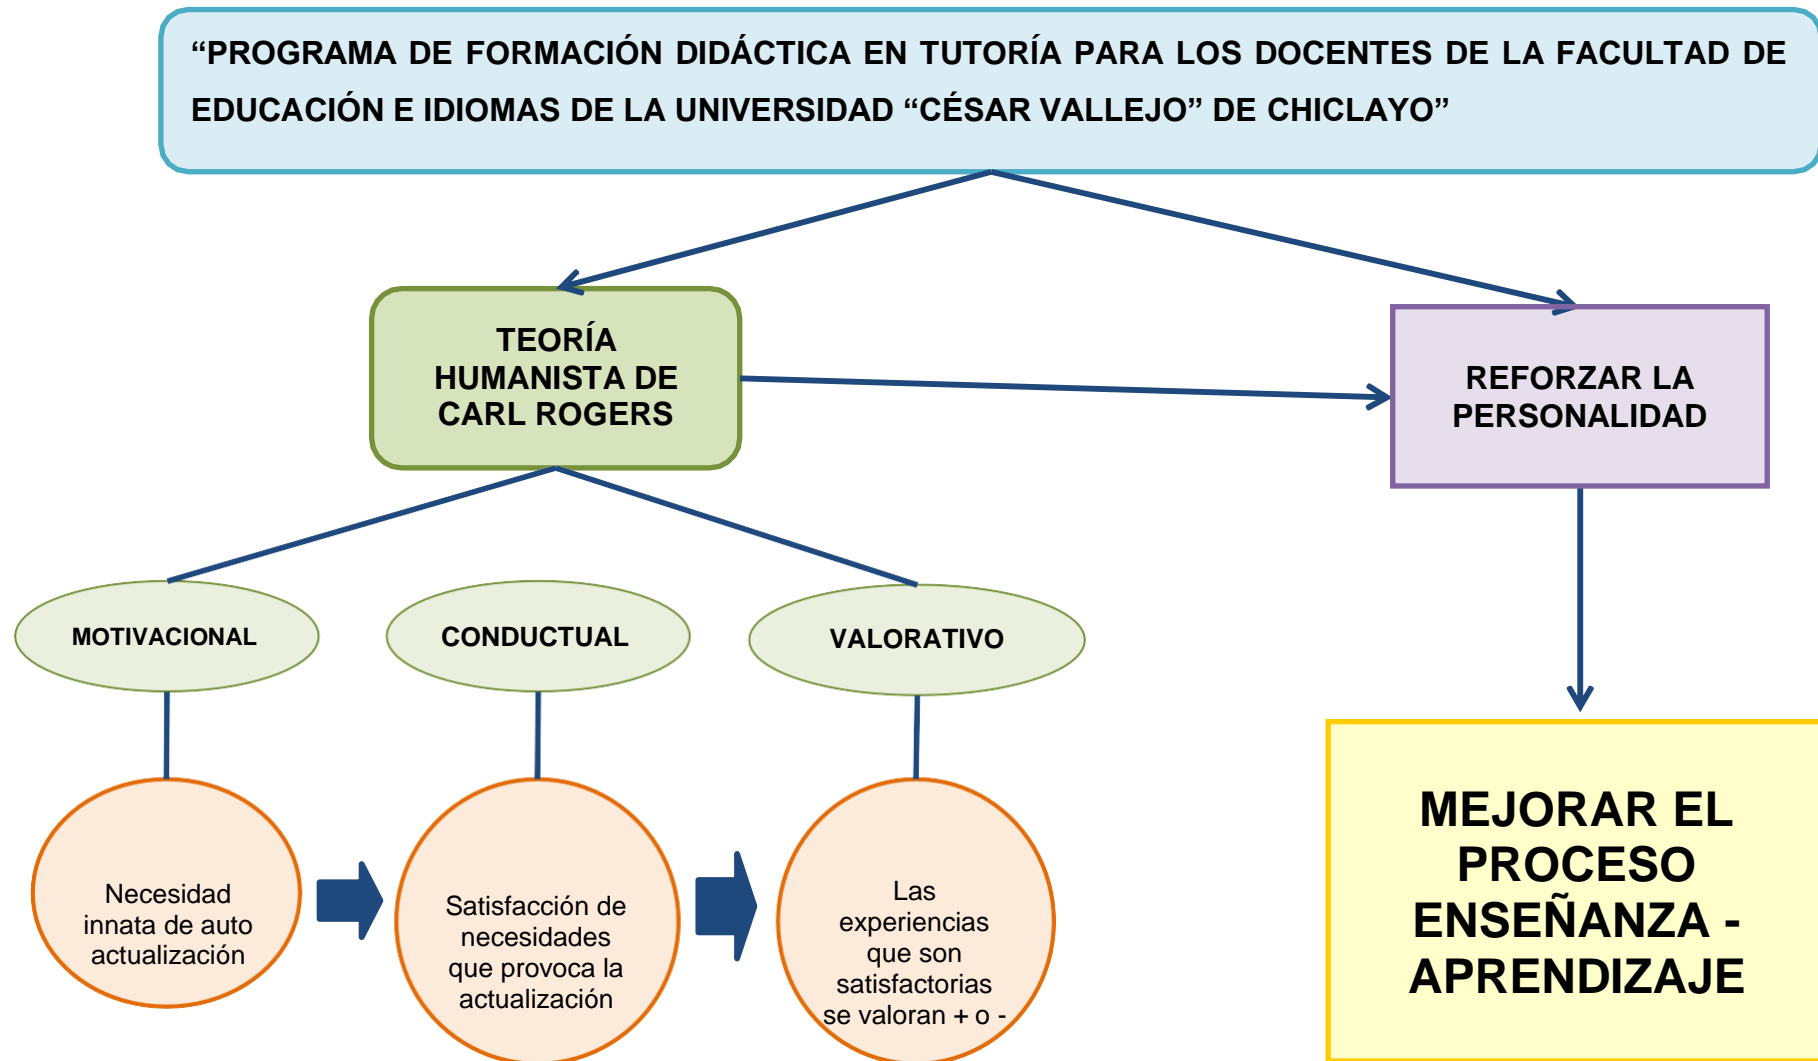 “PROGRAMA DE FORMACIÓN DIDÁCTICA EN TUTORÍA PARA LOS DOCENTES DE LA FACULTAD DE
EDUCACIÓN E IDIOMAS DE LA UNIVERSIDAD “CÉSAR VALLEJO” DE CHICLAYO”
TEORÍA
HUMANISTA DE
CARL ROGERS
REFORZAR LA
PERSONALIDAD
MOTIVACIONAL
CONDUCTUAL
VALORATIVO
Necesidad
innata de auto
actualización
Satisfacción de
necesidades
que provoca la
actualización
Las
experiencias
que son
satisfactorias
se valoran + o -
MEJORAR EL
PROCESO
ENSEÑANZA -
APRENDIZAJE